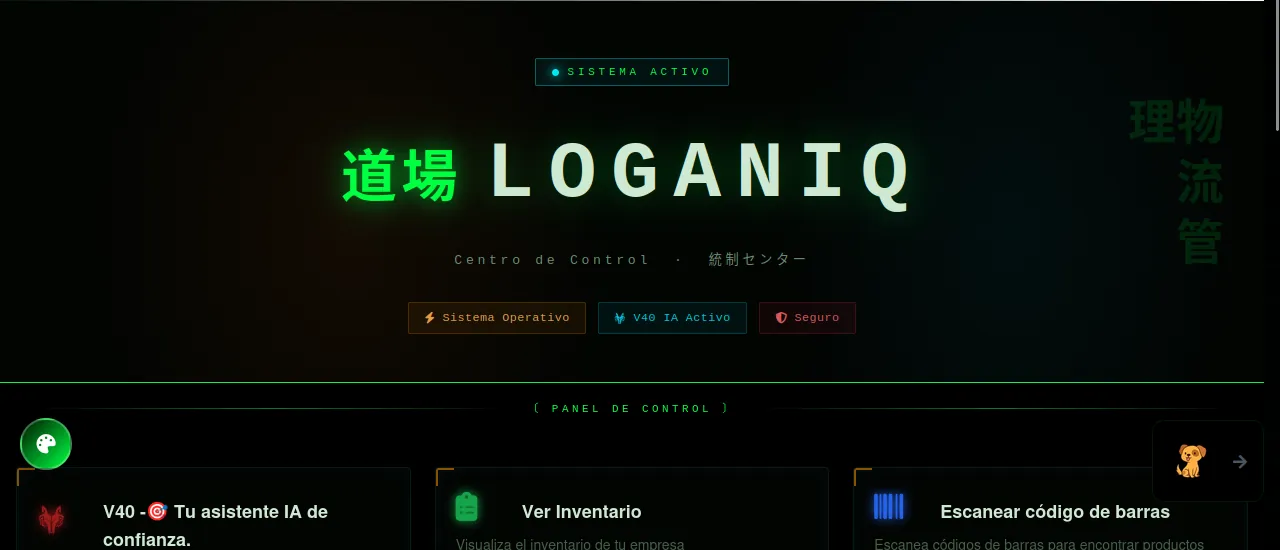 SISTEMA ACTIVO
道場 LOGANIQ
物流管理
Centro de Control · 統制センター
Sistema Operativo
V40 IA Activo
Seguro
〔 PANEL DE CONTROL 〕
V40 -🎯 Tu asistente IA de
confianza.
Ver Inventario
Visualiza el inventario de tu empresa
Escanear código de barras
Escanea códigos de barras para encontrar productos